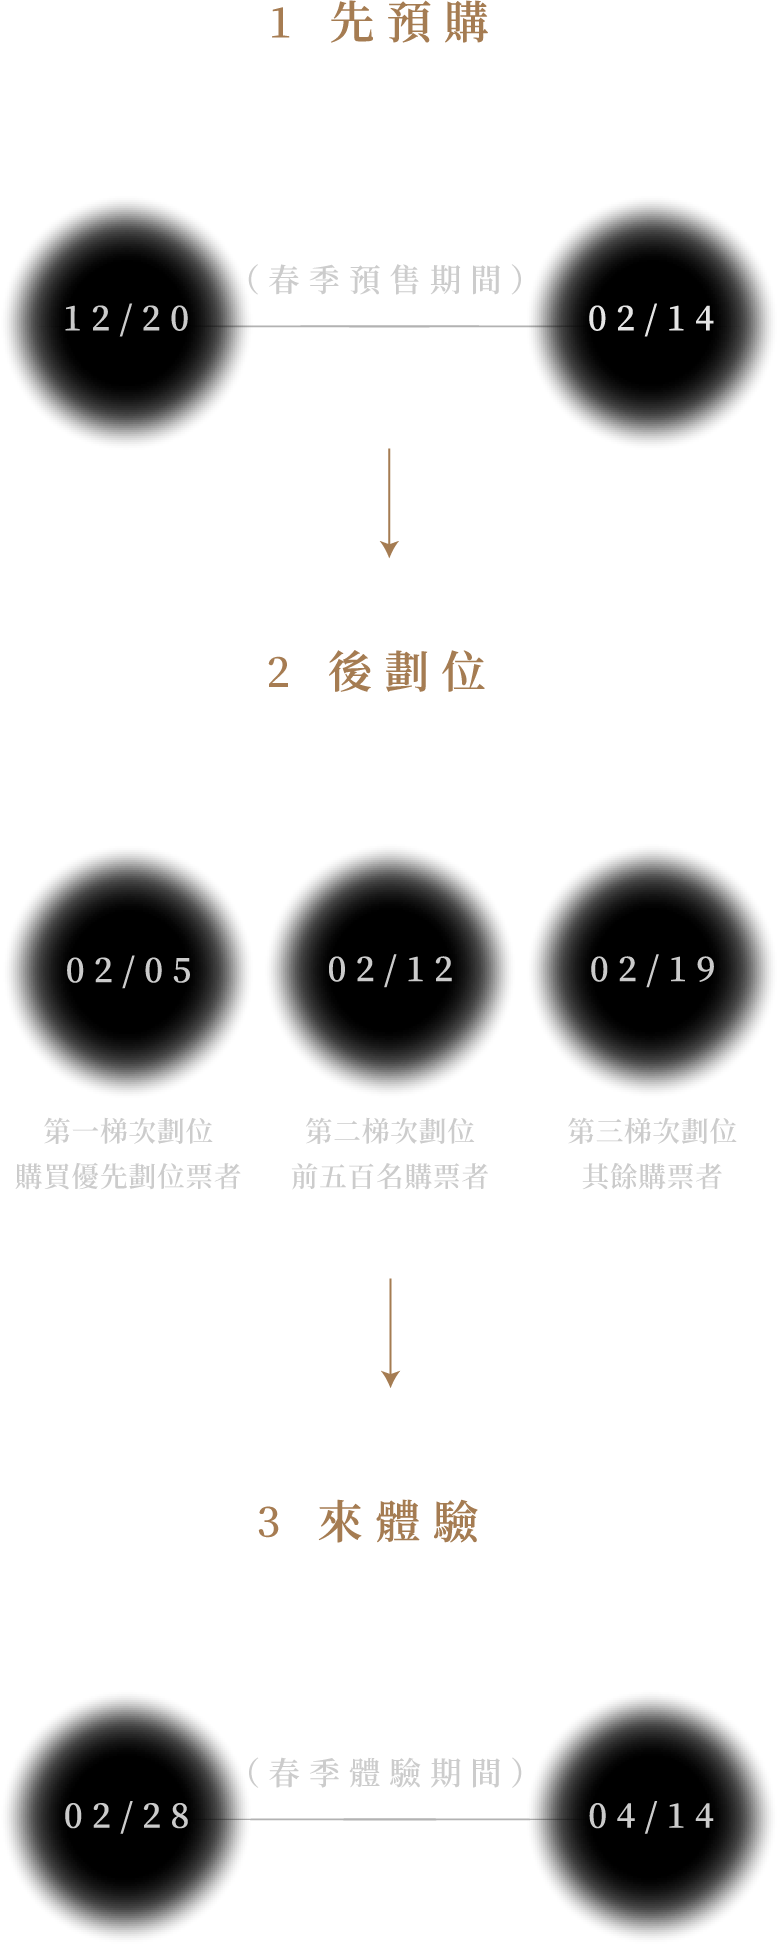 1 先預購
（春季預售期間）
12/20
02/14
2 後劃位
02/05
02/12
02/19
第一梯次劃位
購買優先劃位票者
第二梯次劃位
前五百名購票者
第三梯次劃位
其餘購票者
3 來體驗
（春季體驗期間）
02/28
04/14